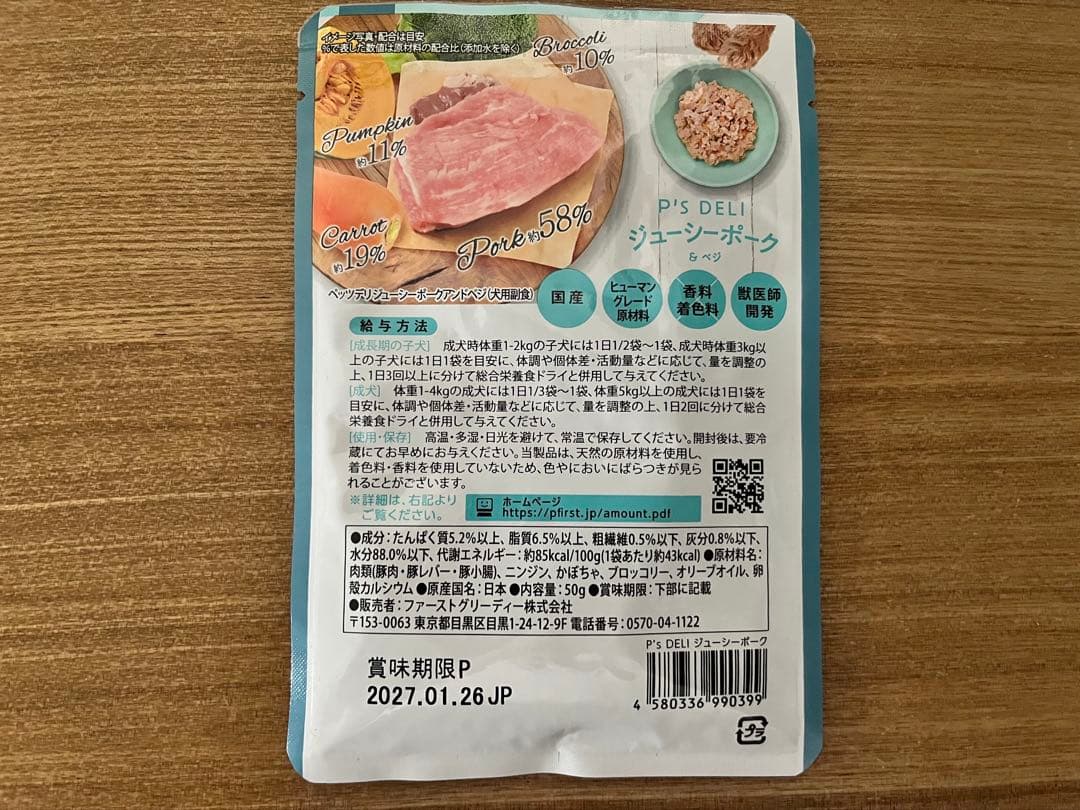 イメージ写真・配合は目安
％で表した数値は原材料の配合比（添加水を除く）
Broccoli
約10%
Pumpkin
約11%
Carrot
約19%
Pork約58%
P'S DELI
ジューシーポーク
& ベジ
ペッツデリジューシーポークアンドベジ（犬用副食）
国産
ヒューマン
グレード
原材料
香料
着色料
獣医師
開発
給与方法
[成長期の子犬] 成犬時体重1-2kgの子犬には1日1/2袋〜1袋、成犬時体重3kg以
上の子犬には1日1袋を目安に、体調や個体差・活動量などに応じて、量を調整の
上、1日3回以上に分けて総合栄養食ドライと併用して与えてください。
[成犬] 体重1-4kgの成犬には1日1/3袋〜1袋、体重5kg以上の成犬には1日1袋を
目安に、体調や個体差・活動量などに応じて、量を調整の上、1日2回に分けて総合
栄養食ドライと併用して与えてください。
[使用・保存] 高温・多湿・日光を避けて、常温で保存してください。開封後は、要冷
蔵にてお早めにお与えください。当製品は、天然の原材料を使用し、
着色料・香料を使用していないため、色やにおいにばらつきが見ら
れることがございます。
※詳細は、右記より
ご覧ください。
ホームページ
https://pfirst.jp/amount.pdf
●成分：たんぱく質5.2%以上、脂質6.5%以上、粗繊維0.5%以下、灰分0.8%以下、
水分88.0%以下、代謝エネルギー：約85kcal/100g(1袋あたり約43kcal) ●原材料名：
肉類(豚肉・豚レバー・豚小腸)、ニンジン、かぼちゃ、ブロッコリー、オリーブオイル、卵
殻カルシウム ●原産国名：日本 ●内容量：50g ●賞味期限：下部に記載
●販売者：ファーストグリーディー株式会社
〒153-0063 東京都目黒区目黒1-24-12-9F 電話番号：0570-04-1122
P's DELI ジューシーポーク
賞味期限P
2027.01.26JP
4 580336 990399
プラ